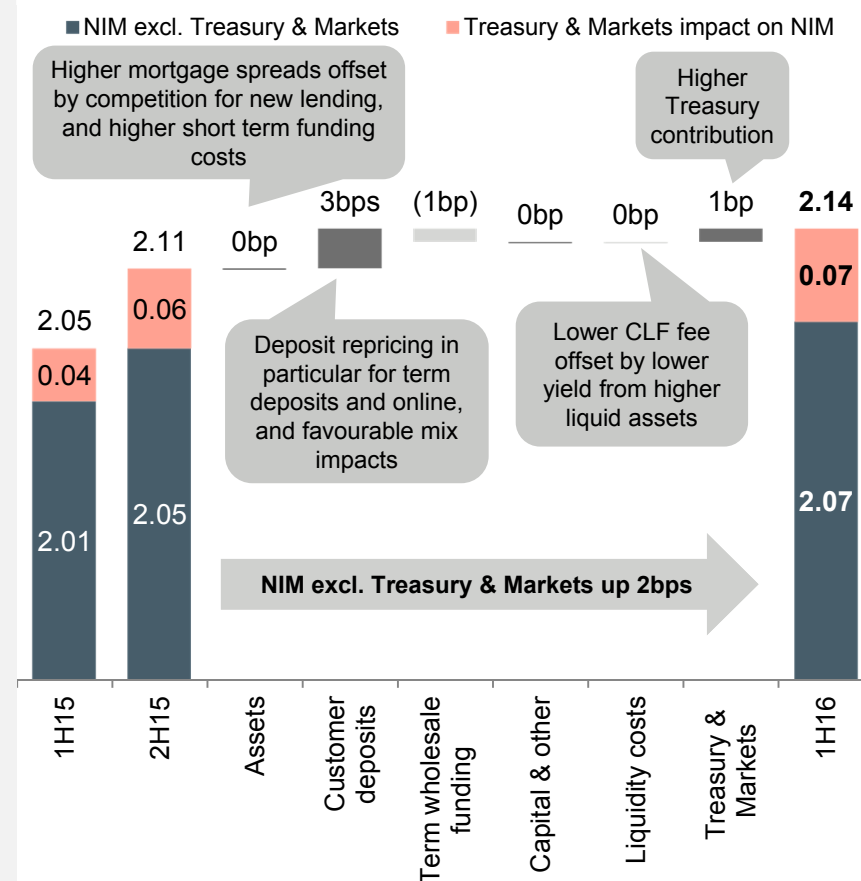 NIM excl. Treasury & Markets
Treasury & Markets impact on NIM
Higher mortgage spreads offset
by competition for new lending,
and higher short term funding
costs
Higher
Treasury
contribution
3bps
(1bp)
0bp
0bp
0bp
1bp
2.14
2.11
2.05
0.07
0.06
0.04
Deposit repricing in
particular for term
deposits and online,
and favourable mix
impacts
Lower CLF fee
offset by lower
yield from higher
liquid assets
2.01
2.05
2.07
NIM excl. Treasury & Markets up 2bps
1H15
2H15
Assets
Customer
deposits
Term wholesale
funding
Capital & other
Liquidity costs
Treasury &
Markets
1H16